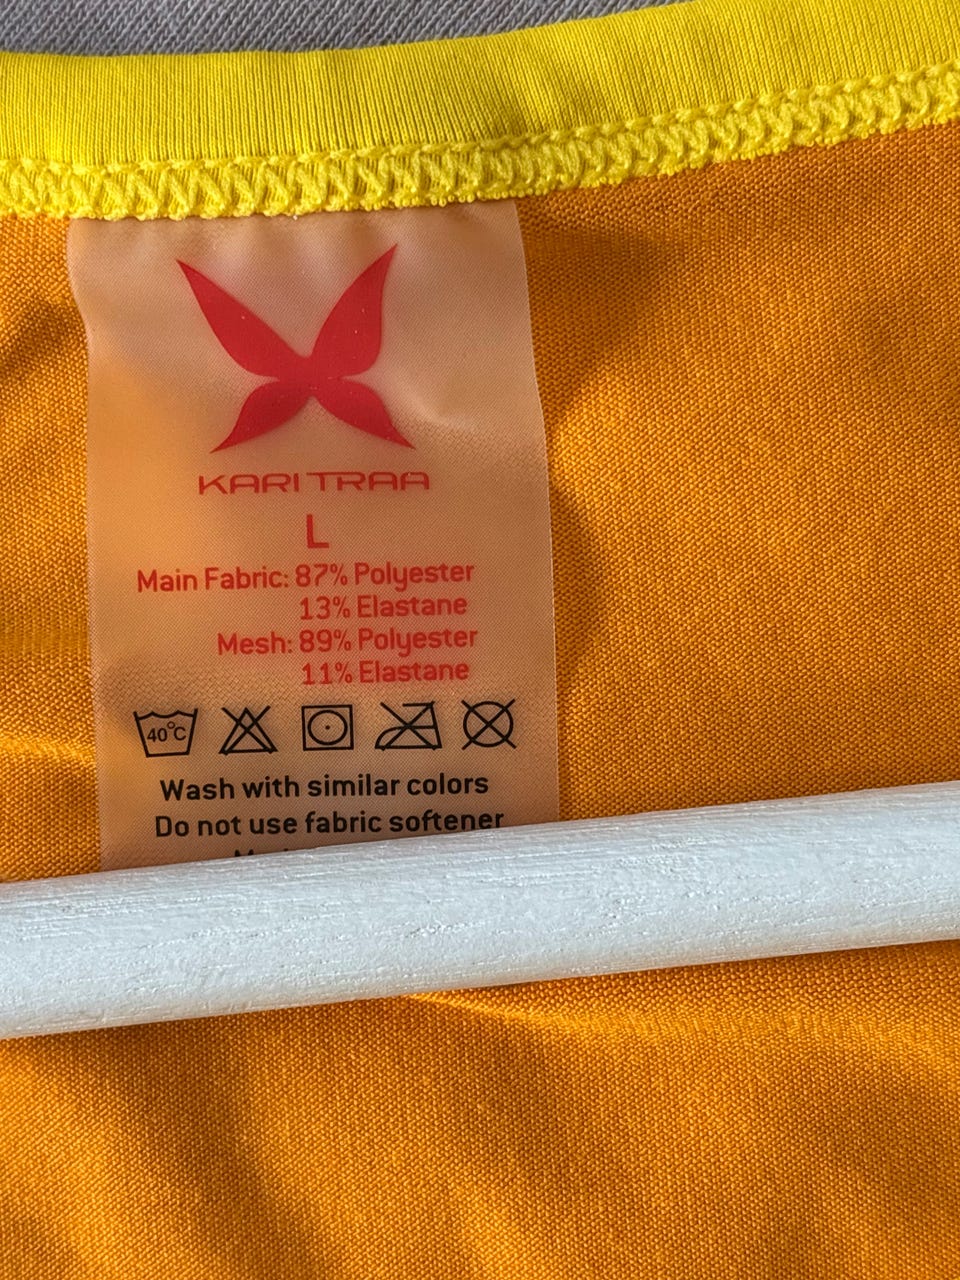 KARI TRAA
L
Main Fabric: 87% Polyester
13% Elastane
Mesh: 89% Polyester
11% Elastane
40°C
Wash with similar colors
Do not use fabric softener